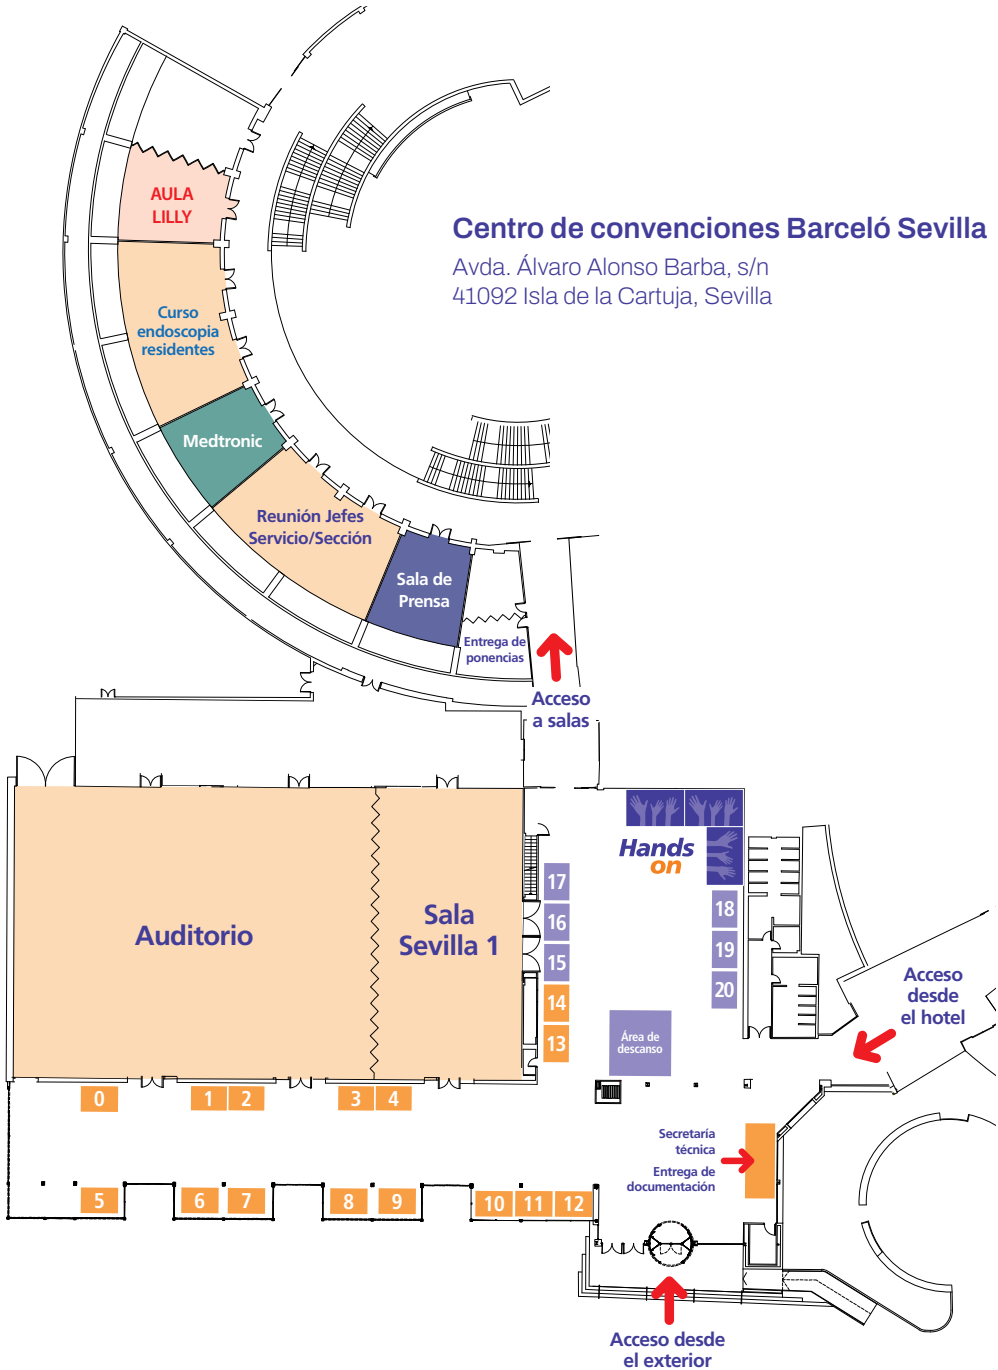 Centro de convenciones Barceló Sevilla
Avda. Álvaro Alonso Barba, s/n
41092 Isla de la Cartuja, Sevilla
AULA
LILLY
Curso
endoscopia
residentes
Medtronic
Reunión Jefes
Servicio/Sección
Sala de
Prensa
Entrega de
ponencias
Acceso
a salas
Hands
on
Auditorio
Sala
Sevilla 1
17
16
15
14
13
18
19
20
Área de
descanso
Acceso
desde
el hotel
0
1
2
3
4
Secretaría
técnica
Entrega de
documentación
5
6
7
8
9
10
11
12
Acceso desde
el exterior